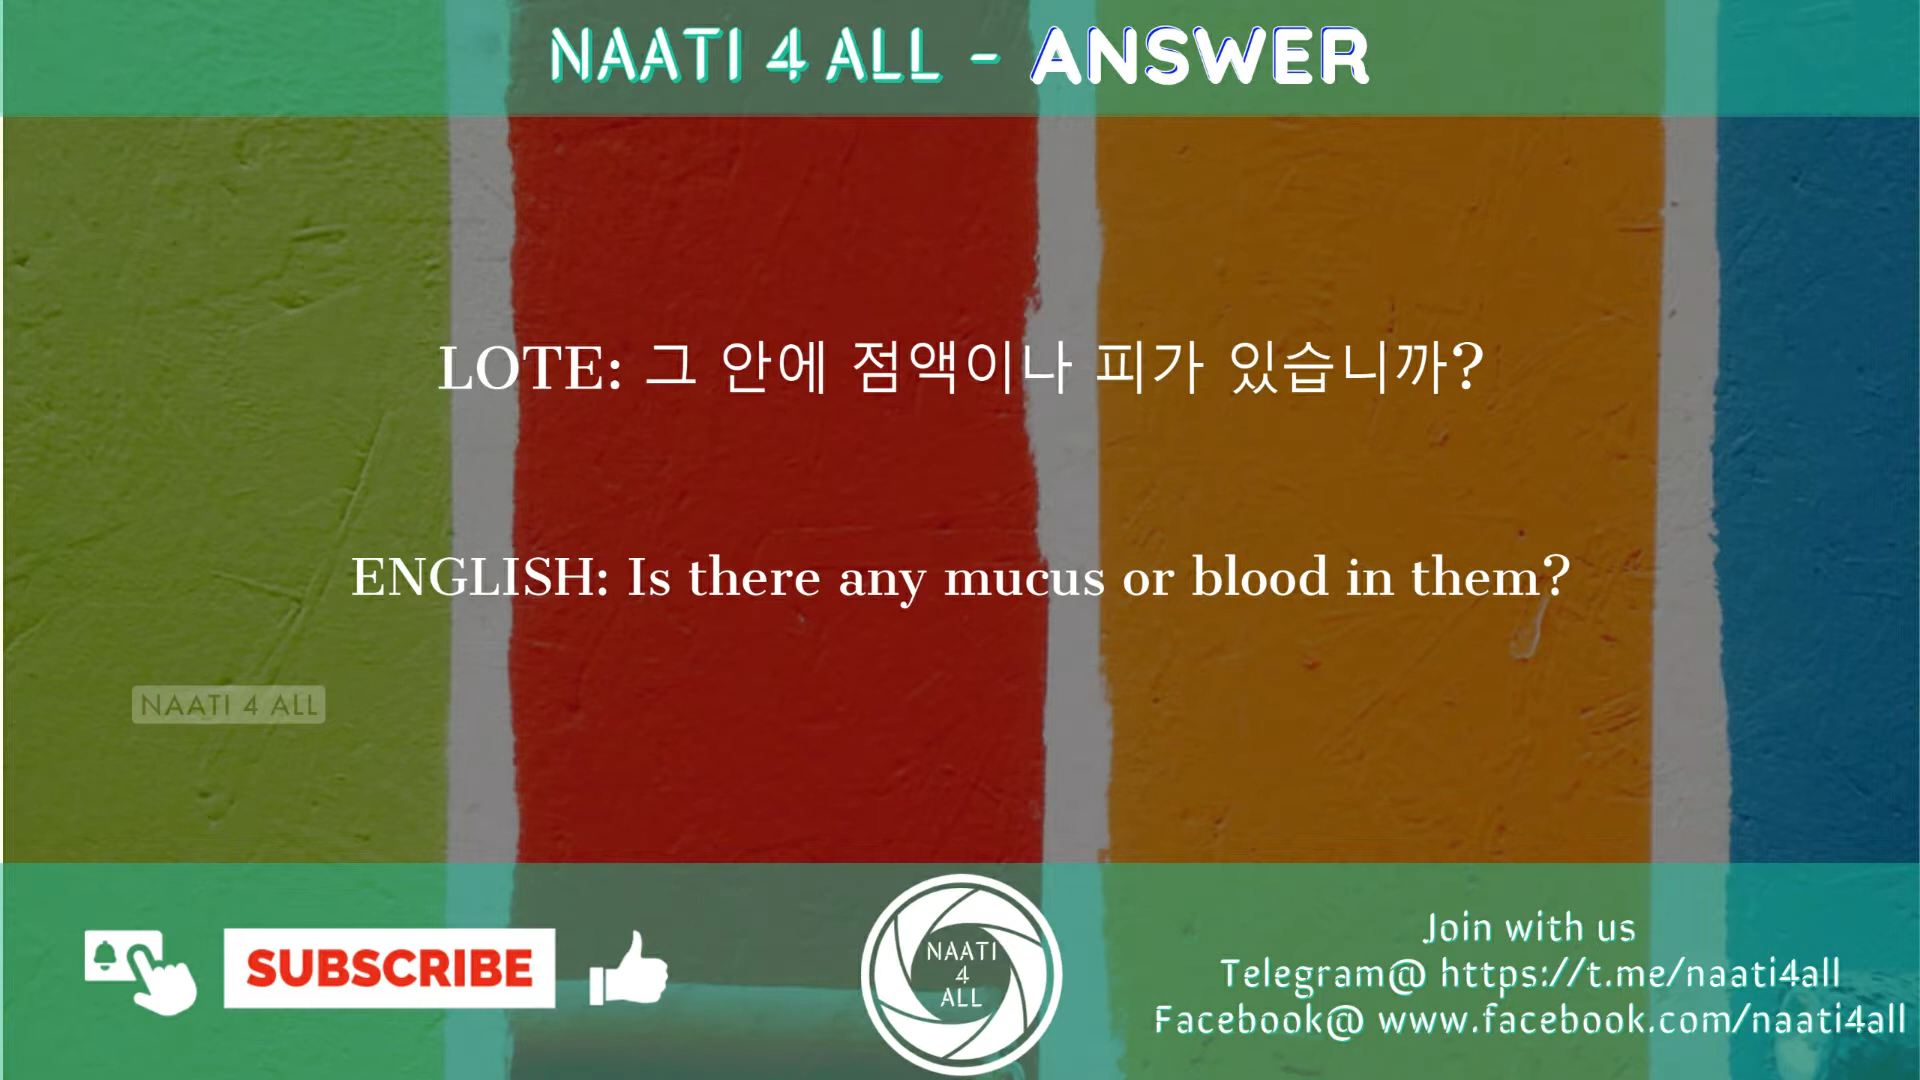 NAATI 4 ALL - ANSWER
LOTE: 그 안에 점액이나 피가 있습니까?
ENGLISH: Is there any mucus or blood in them?
NAATI 4 ALL
SUBSCRIBE
NAATI
4
ALL
Join with us
Telegram@ https://t.me/naati4all
Facebook@ www.facebook.com/naati4all